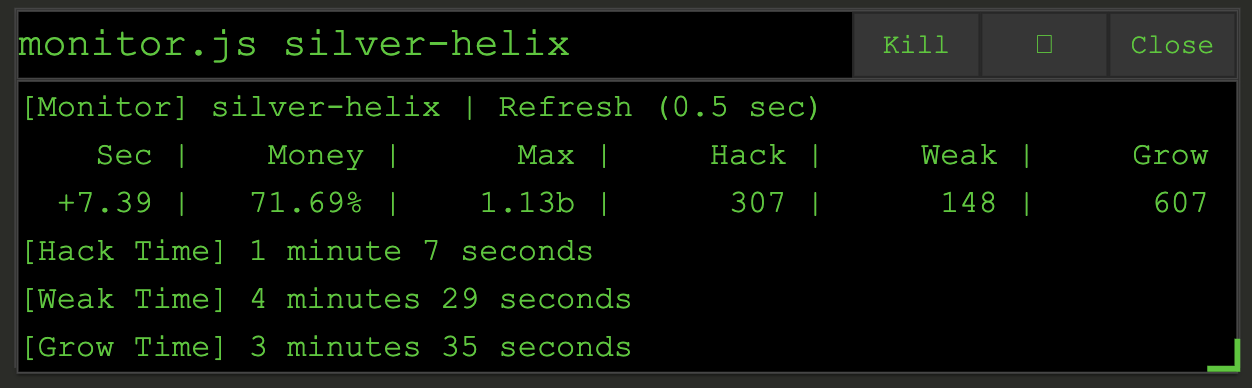 monitor.js silver-helix Kill Close
[Monitor] silver-helix | Refresh (0.5 sec)
Sec | Money | Max | Hack | Weak | Grow
+7.39 | 71.69% | 1.13b | 307 | 148 | 607
[Hack Time] 1 minute 7 seconds
[Weak Time] 4 minutes 29 seconds
[Grow Time] 3 minutes 35 seconds